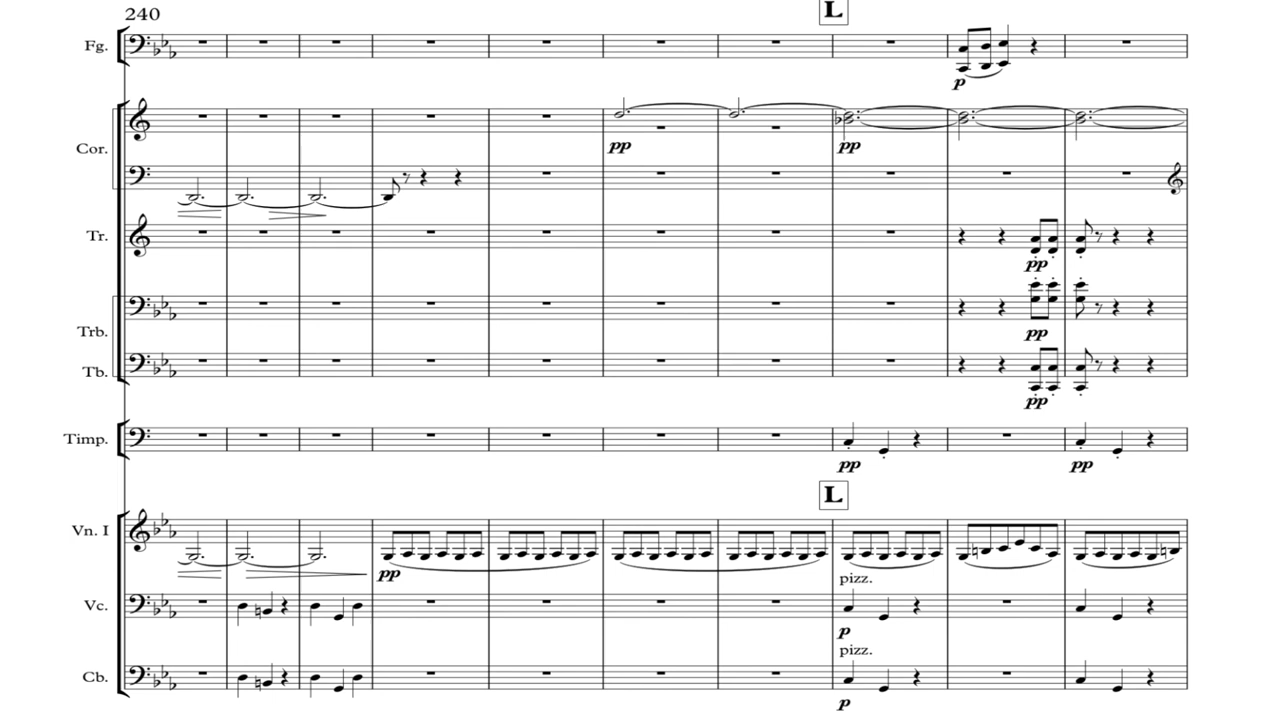 240
L
Fg.
p
Cor.
pp pp
Tr.
pp
Trb.
pp
Tb.
pp
Timp.
pp pp
L
Vn. I
pp
pizz.
Vc.
p
pizz.
Cb.
p